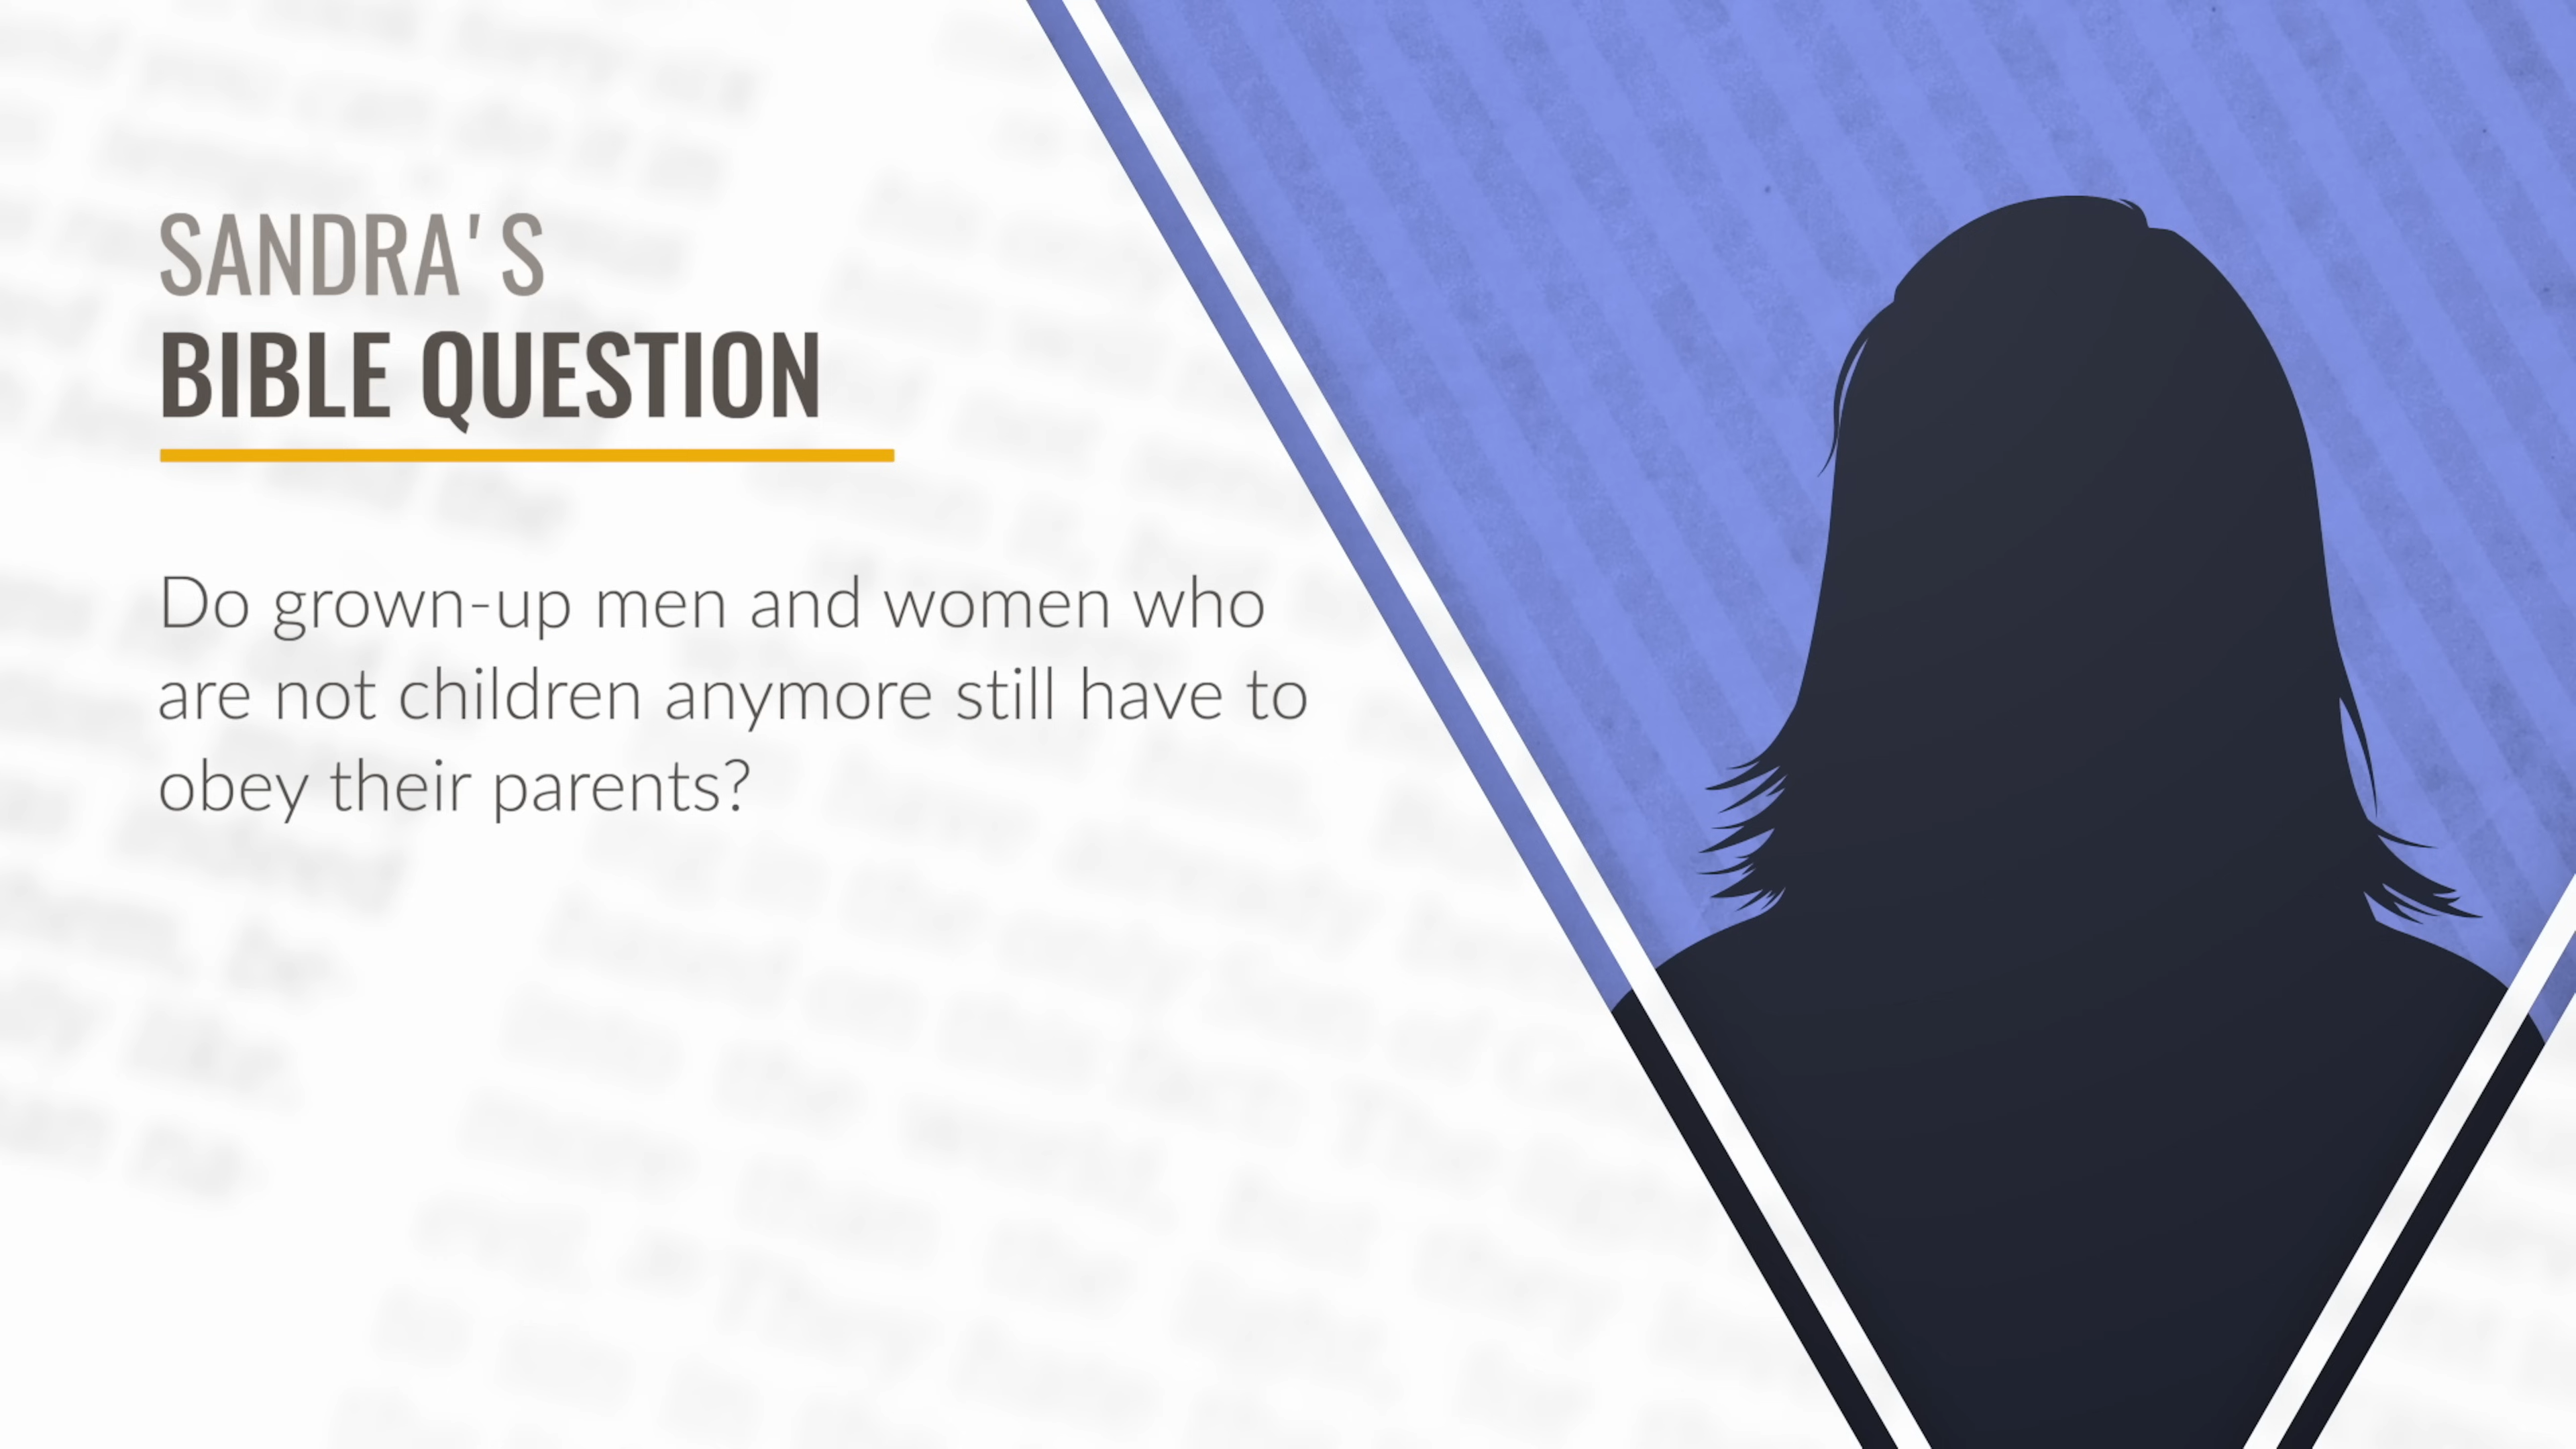 SANDRA'S
BIBLE QUESTION
Do grown-up men and women who
are not children anymore still have to
obey their parents?